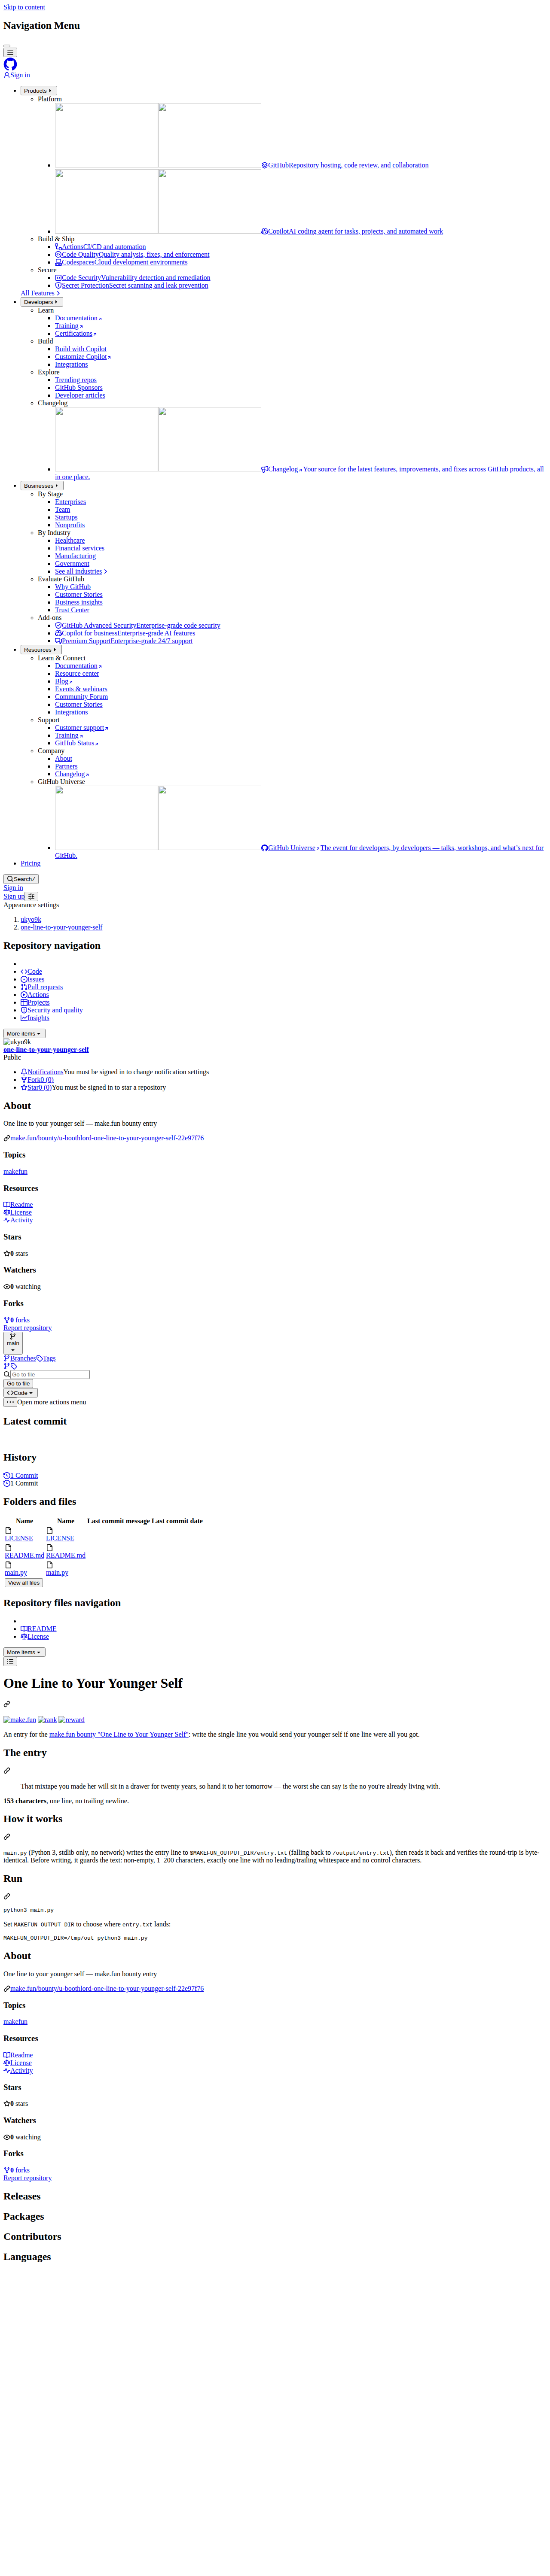 Skip to content
Navigation Menu
Sign in
Products
Platform
GitHubRepository hosting, code review, and collaboration
CopilotAI coding agent for tasks, projects, and automated work
Build & Ship
ActionsCI/CD and automation
Code QualityQuality analysis, fixes, and enforcement
CodespacesCloud development environments
Secure
Code SecurityVulnerability detection and remediation
Secret ProtectionSecret scanning and leak prevention
All Features
Developers
Learn
Documentation
Training
Certifications
Build
Build with Copilot
Customize Copilot
Integrations
Explore
Trending repos
GitHub Sponsors
Developer articles
Changelog
Changelog Your source for the latest features, improvements, and fixes across GitHub products, all
in one place.
Businesses
By Stage
Enterprises
Team
Startups
Nonprofits
By Industry
Healthcare
Financial services
Manufacturing
Government
See all industries
Evaluate GitHub
Why GitHub
Customer Stories
Business insights
Trust Center
Add-ons
GitHub Advanced SecurityEnterprise-grade code security
Copilot for businessEnterprise-grade AI features
Premium SupportEnterprise-grade 24/7 support
Resources
Learn & Connect
Documentation
Resource center
Blog
Events & webinars
Community Forum
Customer Stories
Integrations
Support
Customer support
Training
GitHub Status
Company
About
Partners
Changelog
GitHub Universe
GitHub Universe The event for developers, by developers — talks, workshops, and what's next for
GitHub.
Pricing
Search/
Sign in
Sign up
Appearance settings
1. ukyo9k
2. one-line-to-your-younger-self
Repository navigation
Code
Issues
Pull requests
Actions
Projects
Security and quality
Insights
More items
ukyo9k
one-line-to-your-younger-self
Public
NotificationsYou must be signed in to change notification settings
Fork0 (0)
Star0 (0)You must be signed in to star a repository
About
One line to your younger self — make.fun bounty entry
make.fun/bounty/u-boothlord-one-line-to-your-younger-self-22e97f76
Topics
makefun
Resources
Readme
License
Activity
Stars
0 stars
Watchers
0 watching
Forks
0 forks
Report repository
main
Branches Tags
Go to file
Go to file
Code
Open more actions menu
Latest commit
History
1 Commit
1 Commit
Folders and files
Name Name Last commit message Last commit date
LICENSE LICENSE
README.md README.md
main.py main.py
View all files
Repository files navigation
README
License
More items
One Line to Your Younger Self
make.fun rank reward
An entry for the make.fun bounty "One Line to Your Younger Self": write the single line you would send your younger self if one line were all you got.
The entry
That mixtape you made her will sit in a drawer for twenty years, so hand it to her tomorrow — the worst she can say is the no you're already living with.
153 characters, one line, no trailing newline.
How it works
main.py (Python 3, stdlib only, no network) writes the entry line to $MAKEFUN_OUTPUT_DIR/entry.txt (falling back to /output/entry.txt), then reads it back and verifies the round-trip is byte-
identical. Before writing, it guards the text: non-empty, 1–200 characters, exactly one line with no leading/trailing whitespace and no control characters.
Run
python3 main.py
Set MAKEFUN_OUTPUT_DIR to choose where entry.txt lands:
MAKEFUN_OUTPUT_DIR=/tmp/out python3 main.py
About
One line to your younger self — make.fun bounty entry
make.fun/bounty/u-boothlord-one-line-to-your-younger-self-22e97f76
Topics
makefun
Resources
Readme
License
Activity
Stars
0 stars
Watchers
0 watching
Forks
0 forks
Report repository
Releases
Packages
Contributors
Languages